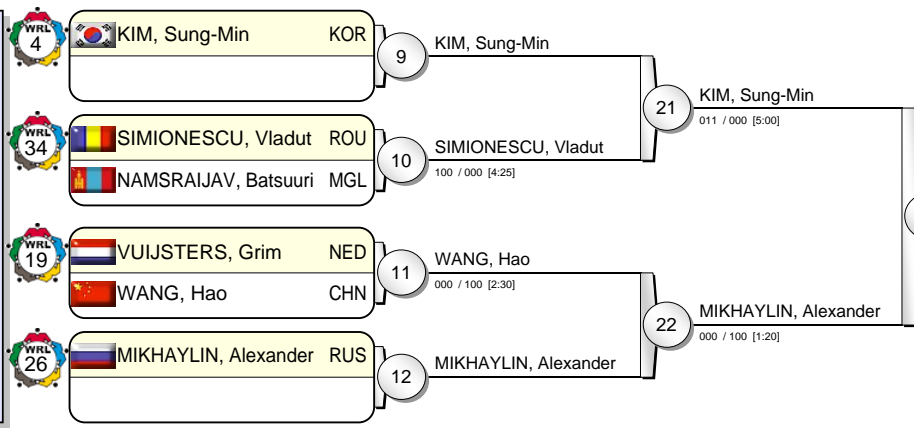 WRL
4
KIM, Sung-Min KOR
9
KIM, Sung-Min
21
KIM, Sung-Min
011 / 000 [5:00]
WRL
34
SIMIONESCU, Vladut ROU
NAMSRAIJAV, Batsuuri MGL
10
SIMIONESCU, Vladut
100 / 000 [4:25]
WRL
19
VUIJSTERS, Grim NED
WANG, Hao CHN
11
WANG, Hao
000 / 100 [2:30]
22
MIKHAYLIN, Alexander
000 / 100 [1:20]
WRL
26
MIKHAYLIN, Alexander RUS
12
MIKHAYLIN, Alexander